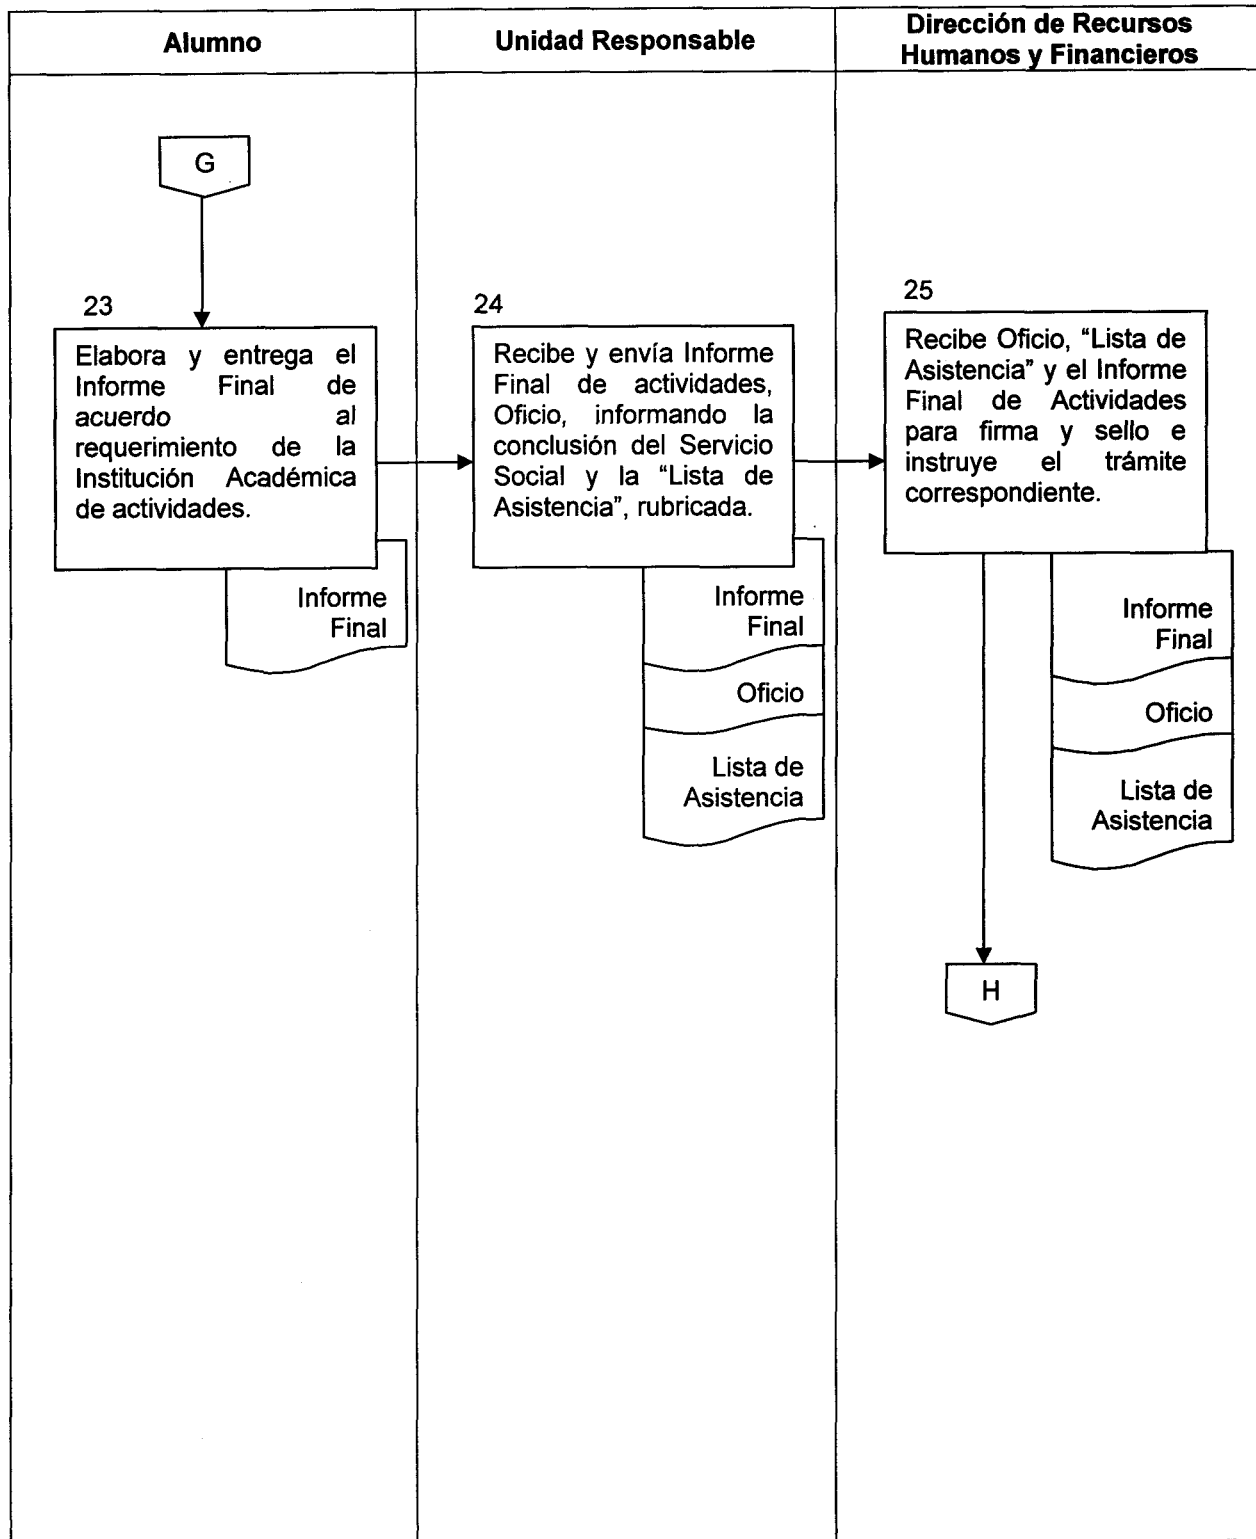 Alumno
Unidad Responsable
Dirección de Recursos
Humanos y Financieros
G
23
Elabora y entrega el
Informe Final de
acuerdo al
requerimiento de la
Institución Académica
de actividades.
Informe
Final
24
Recibe y envía Informe
Final de actividades,
Oficio, informando la
conclusión del Servicio
Social y la “Lista de
Asistencia”, rubricada.
Informe
Final
Oficio
Lista de
Asistencia
25
Recibe Oficio, “Lista de
Asistencia” y el Informe
Final de Actividades
para firma y sello e
instruye el trámite
correspondiente.
Informe
Final
Oficio
Lista de
Asistencia
H